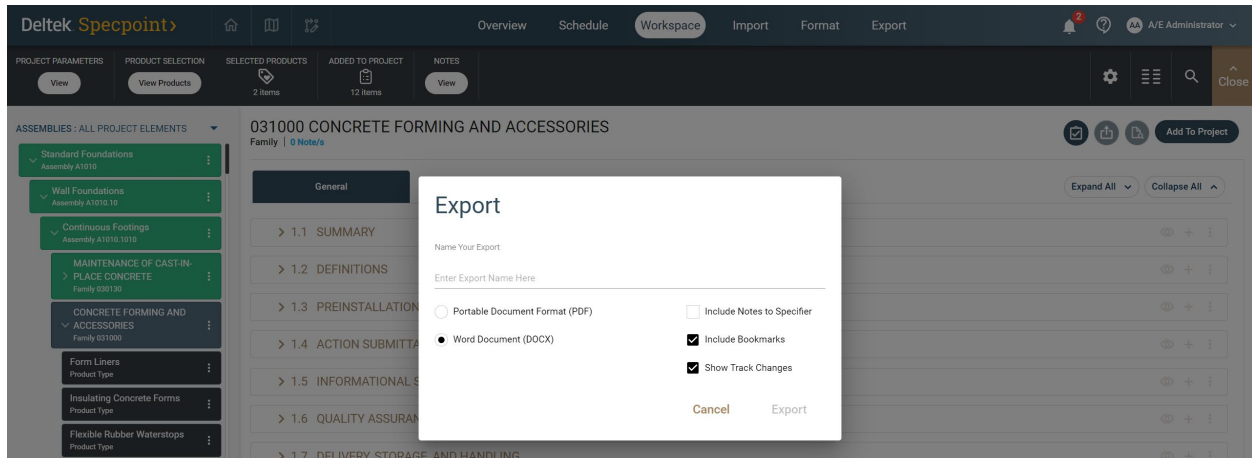 Deltek Specpoint>
Overview Schedule Workspace Import Format Export
2
AA A/E Administrator
PROJECT PARAMETERS PRODUCT SELECTION SELECTED PRODUCTS ADDED TO PROJECT NOTES
View View Products 2 items 12 items View
Close
ASSEMBLIES : ALL PROJECT ELEMENTS
Standard Foundations
Assembly A1010
Wall Foundations
Assembly A1010.10
Continuous Footings
Assembly A1010.1010
MAINTENANCE OF CAST-IN-
PLACE CONCRETE
Family 030130
CONCRETE FORMING AND
ACCESSORIES
Family 031000
Form Liners
Product Type
Insulating Concrete Forms
Product Type
Flexible Rubber Waterstops
Product Type
031000 CONCRETE FORMING AND ACCESSORIES
Family | 0 Note/s
Add To Project
General
Expand All Collapse All
1.1 SUMMARY
1.2 DEFINITIONS
1.3 PREINSTALLATION
1.4 ACTION SUBMITTA
1.5 INFORMATIONAL S
1.6 QUALITY ASSURAN
1.7 DELIVERY, STORAGE, AND HANDLING
Export
Name Your Export
Enter Export Name Here
Portable Document Format (PDF)
Word Document (DOCX)
Include Notes to Specifier
Include Bookmarks
Show Track Changes
Cancel Export